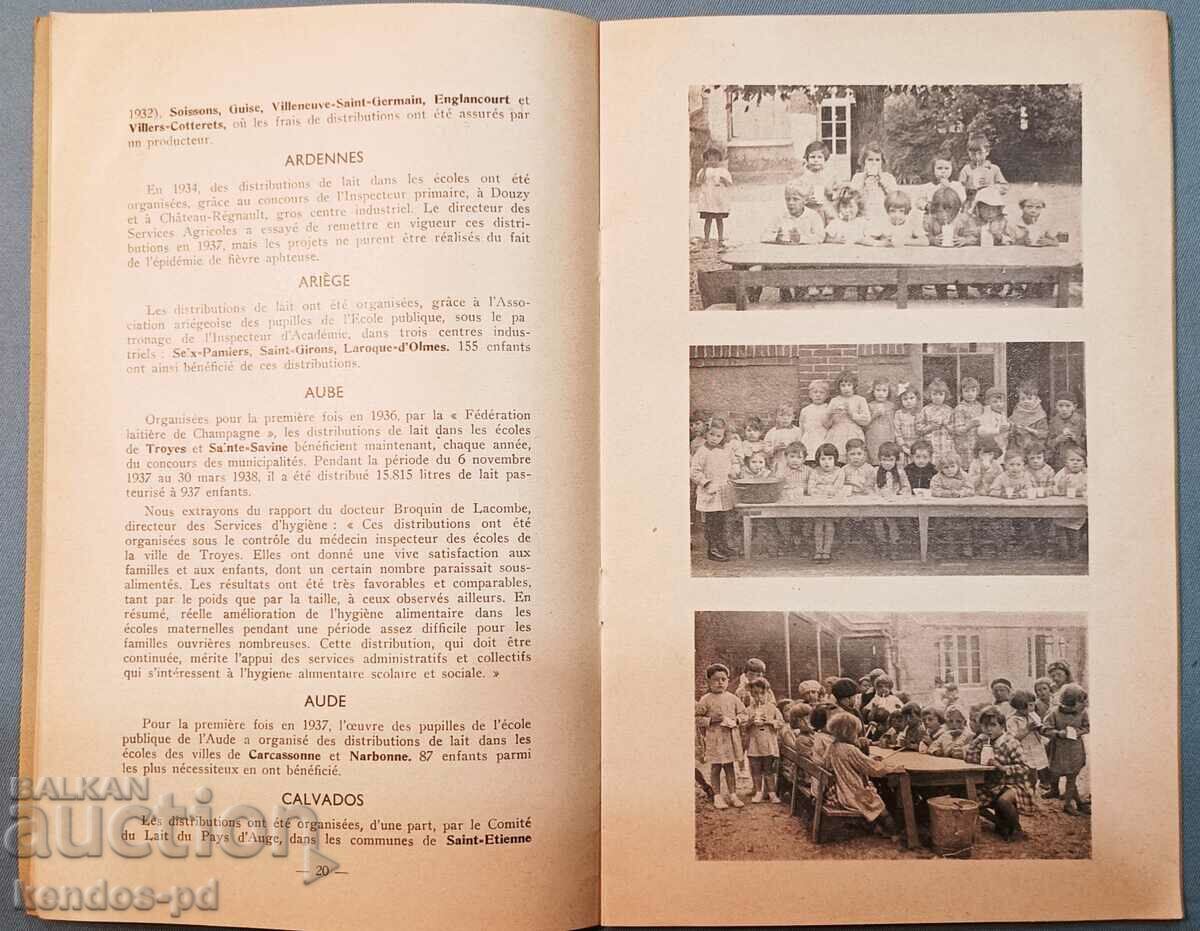 1932), Soissons, Guise, Villeneuve-Saint-Germain, Englancourt et
Villers-Cotterets, où les frais de distributions ont été assurés par
un producteur.
ARDENNES
En 1934, des distributions de lait dans les écoles ont été
organisées, grâce au concours de l'Inspecteur primaire, à Douzy
et à Château-Régnault, gros centre industriel. Le directeur des
Services Agricoles a essayé de remettre en vigueur ces distri-
butions en 1937, mais les projets ne purent être réalisés du fait
de l'épidémie de fièvre aphteuse.
ARIÈGE
Les distributions de lait ont été organisées, grâce à l'Asso-
ciation ariégeoise des pupilles de l'École publique, sous le pa
tronage de l'Inspecteur d'Académie, dans trois centres indus-
triels : Se'x-Pamiers, Saint-Girons, Laroque-d'Olmes. 155 enfants
ont ainsi bénéficié de ces distributions.
AUBE
Organisées pour la première fois en 1936, par la « Fédération
laitière de Champagne », les distributions de lait dans les écoles
de Troyes et Sainte-Savine bénéficient maintenant, chaque année,
du concours des municipalités. Pendant la période du 6 novembre
1937 au 30 mars 1938, il a été distribué 15.815 litres de lait pas-
teurisé à 937 enfants.
Nous extrayons du rapport du docteur Broquin de Lacombe,
directeur des Services d'hygiène : « Ces distributions ont été
organisées sous le contrôle du médecin inspecteur des écoles de
la ville de Troyes. Elles ont donné une vive satisfaction aux
familles et aux enfants, dont un certain nombre paraissait sous-
alimentés. Les résultats ont été très favorables et comparables,
tant par le poids que par la taille, à ceux observés ailleurs. En
résumé, réelle amélioration de l'hygiène alimentaire dans les
écoles maternelles pendant une période assez difficile pour les
familles ouvrières nombreuses. Cette distribution, qui doit être
continuée, mérite l'appui des services administratifs et collectifs
qui s'intéressent à l'hygiene alimentaire scolaire et sociale. »
AUDE
Pour la première fois en 1937, l'œuvre des pupilles de l'école
publique de l'Aude a organisé des distributions de lait dans les
écoles des villes de Carcassonne et Narbonne. 87 enfants parmi
les plus nécessiteux en ont bénéficié.
CALVADOS
Les distributions ont été organisées, d'une part, par le Comité
du Lait du Pays d'Auge, dans les communes de Saint-Etienne
— 20 —
BALKAN
auction
kendos-pd